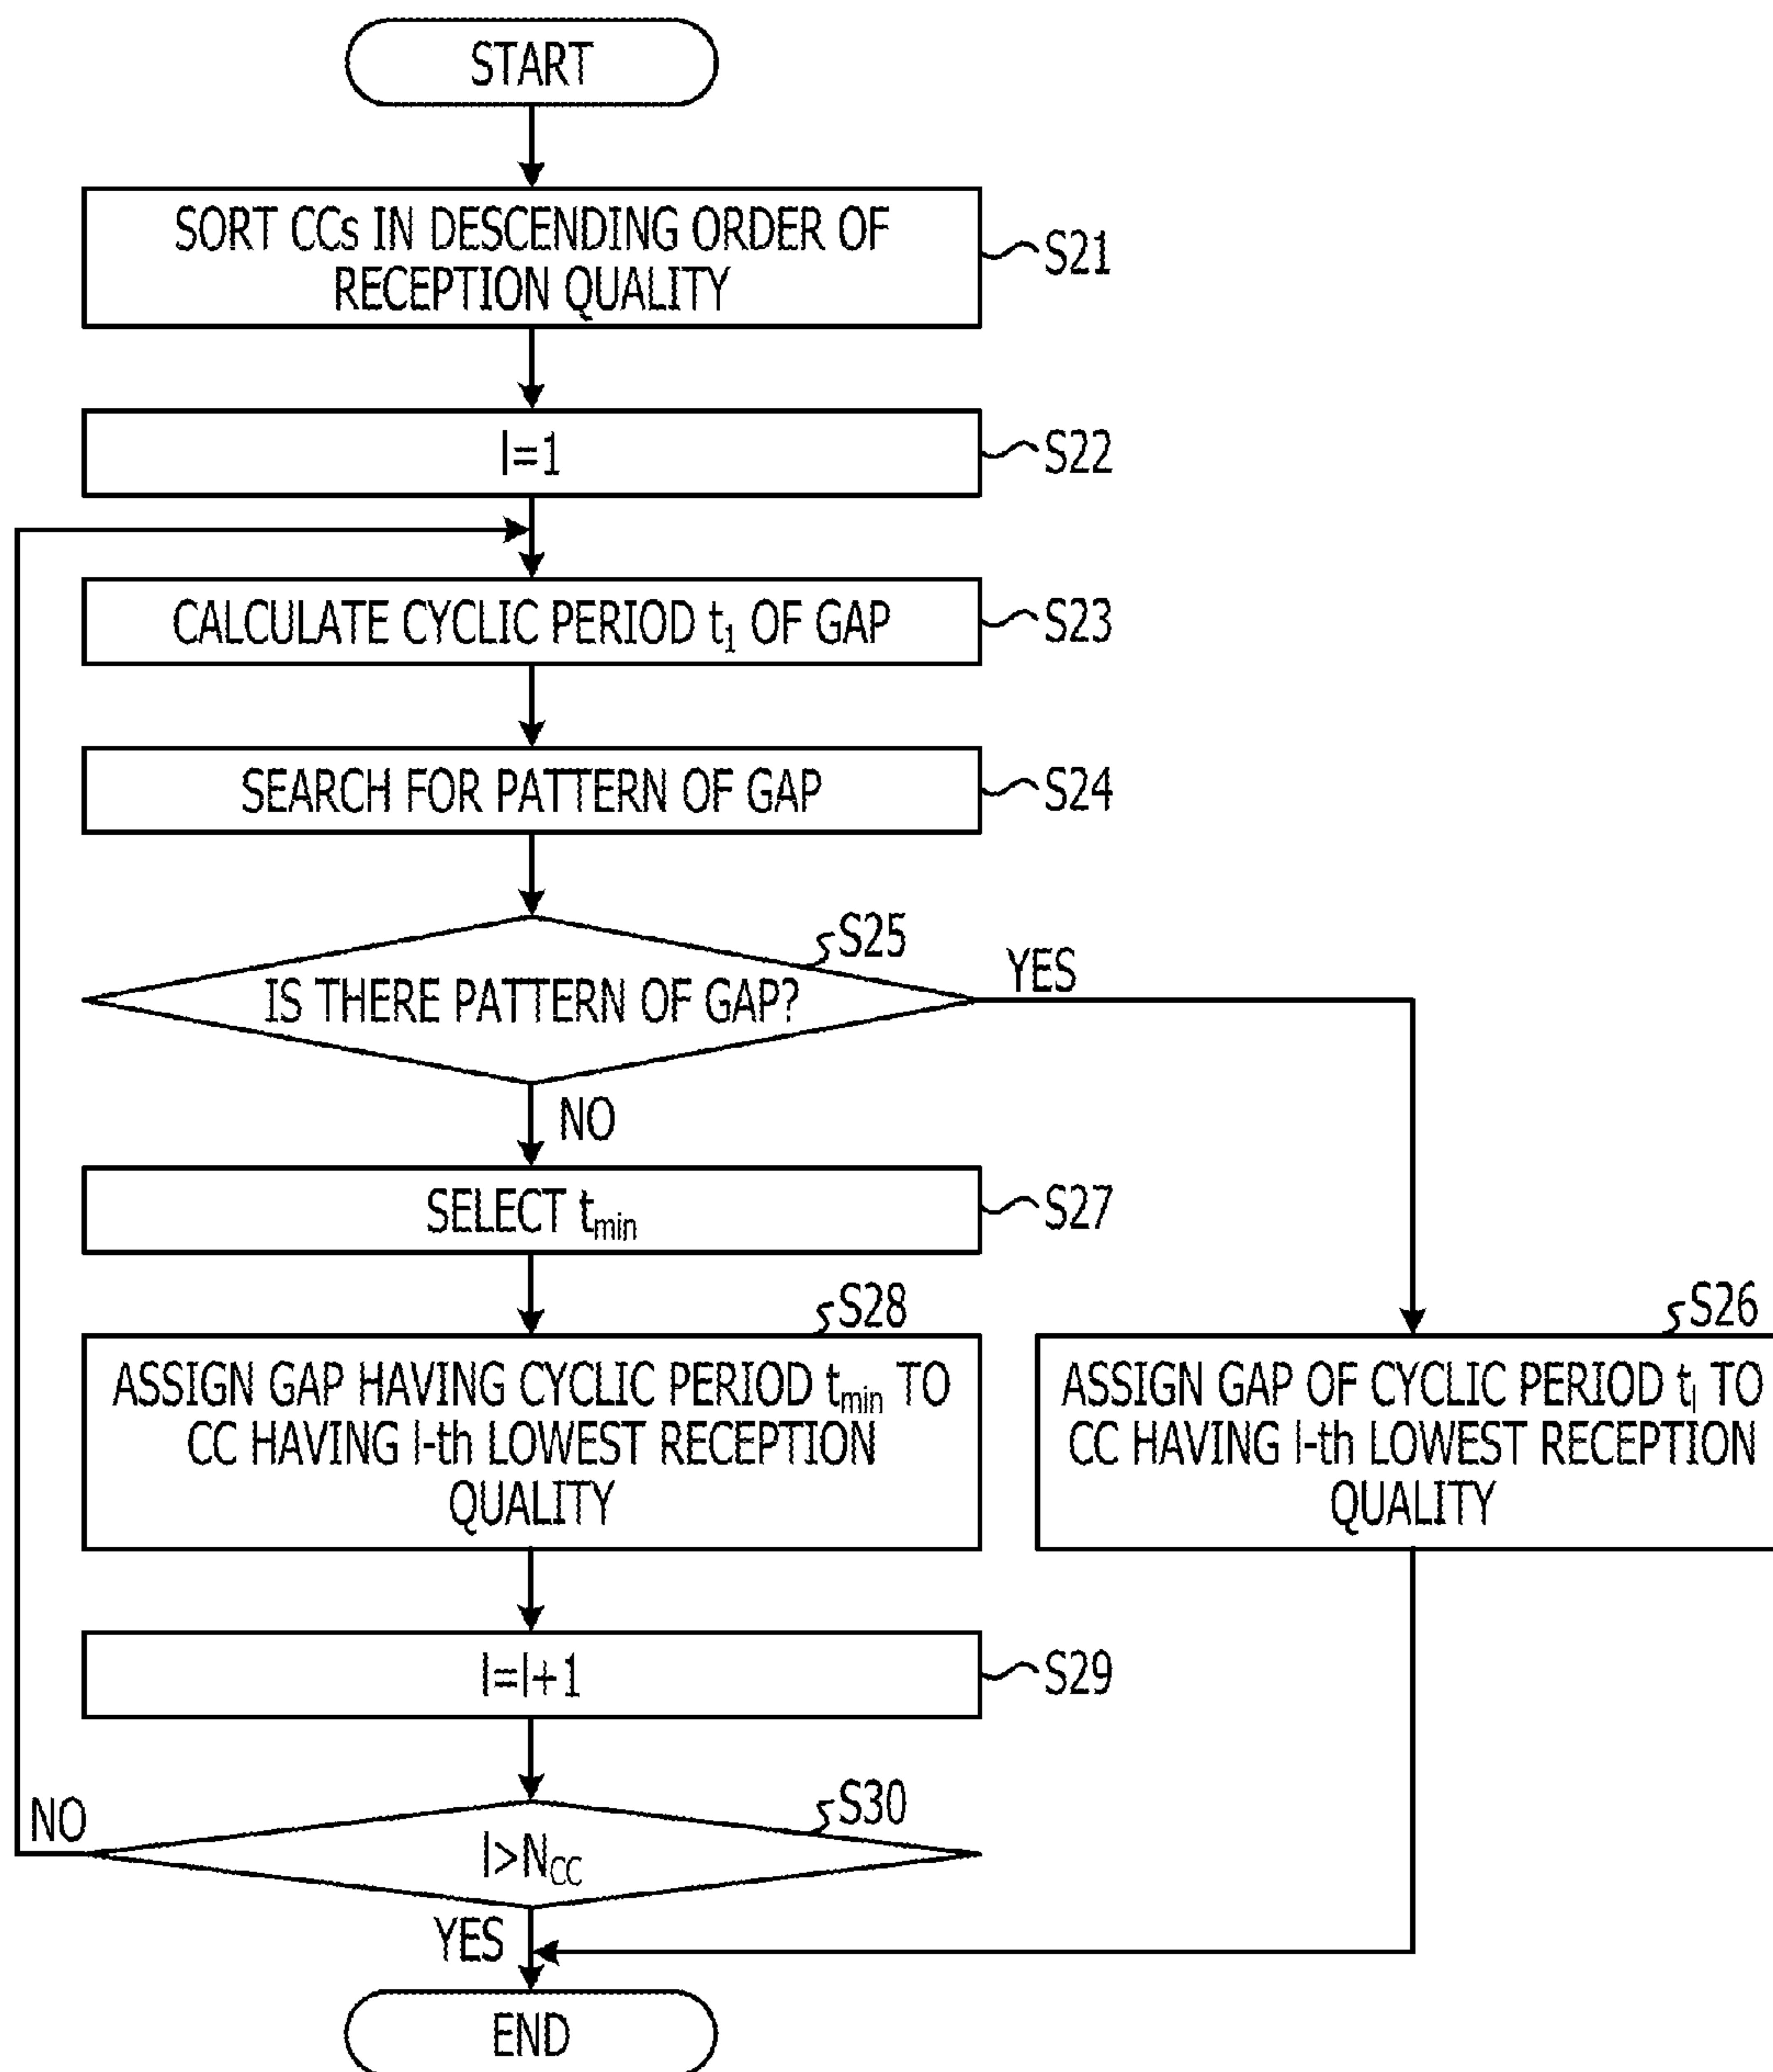 START
SORT CCs IN DESCENDING ORDER OF
RECEPTION QUALITY
S21
l=1
S22
CALCULATE CYCLIC PERIOD t1 OF GAP
S23
SEARCH FOR PATTERN OF GAP
S24
S25
IS THERE PATTERN OF GAP?
YES
NO
SELECT tmin
S27
S28
ASSIGN GAP HAVING CYCLIC PERIOD tmin TO
CC HAVING l-th LOWEST RECEPTION
QUALITY
S26
ASSIGN GAP OF CYCLIC PERIOD tl TO
CC HAVING l-th LOWEST RECEPTION
QUALITY
l=l+1
S29
S30
NO
l>NCC
YES
END